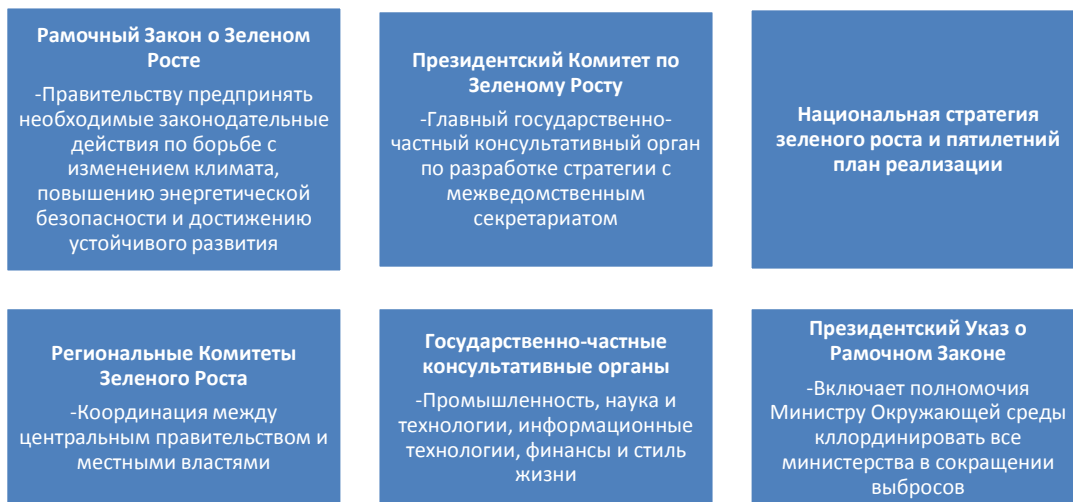 Рамочный Закон о Зеленом
Росте
-Правительству предпринять
необходимые законодательные
действия по борьбе с
изменением климата,
повышению энергетической
безопасности и достижению
устойчивого развития
Президентский Комитет по
Зеленому Росту
-Главный государственно-
частный консультативный орган
по разработке стратегии с
межведомственным
секретариатом
Национальная стратегия
зеленого роста и пятилетний
план реализации
Региональные Комитеты
Зеленого Роста
-Координация между
центральным правительством и
местными властями
Государственно-частные
консультативные органы
-Промышленность, наука и
технологии, информационные
технологии, финансы и стиль
жизни
Президентский Указ о
Рамочном Законе
-Включает полномочия
Министру Окружающей среды
кллординировать все
министерства в сокращении
выбросов